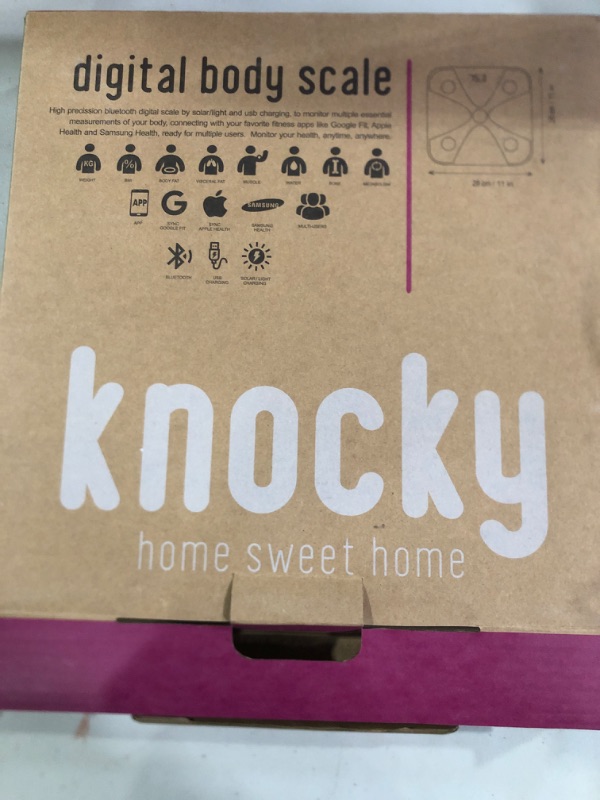 digital body scale
High precission bluetooth digital scale by solar/light and usb charging, to monitor multiple essential
measurements of your body, connecting with your favorite fitness apps like Google Fit, Apple
Health and Samsung Health, ready for multiple users. Monitor your health, anytime, anywhere.
KG % I
WEIGHT BMI BODY FAT VISCERAL FAT MUSCLE WATER BONE METABOLISM
APP G SAMSUNG
APP SYNC GOOGLE FIT SYNC APPLE HEALTH SAMSUNG HEALTH MULTI-USERS
BLUETOOTH USB CHARGING SOLAR/LIGHT CHARGING
28 cm / 11 in
knocky
home sweet home